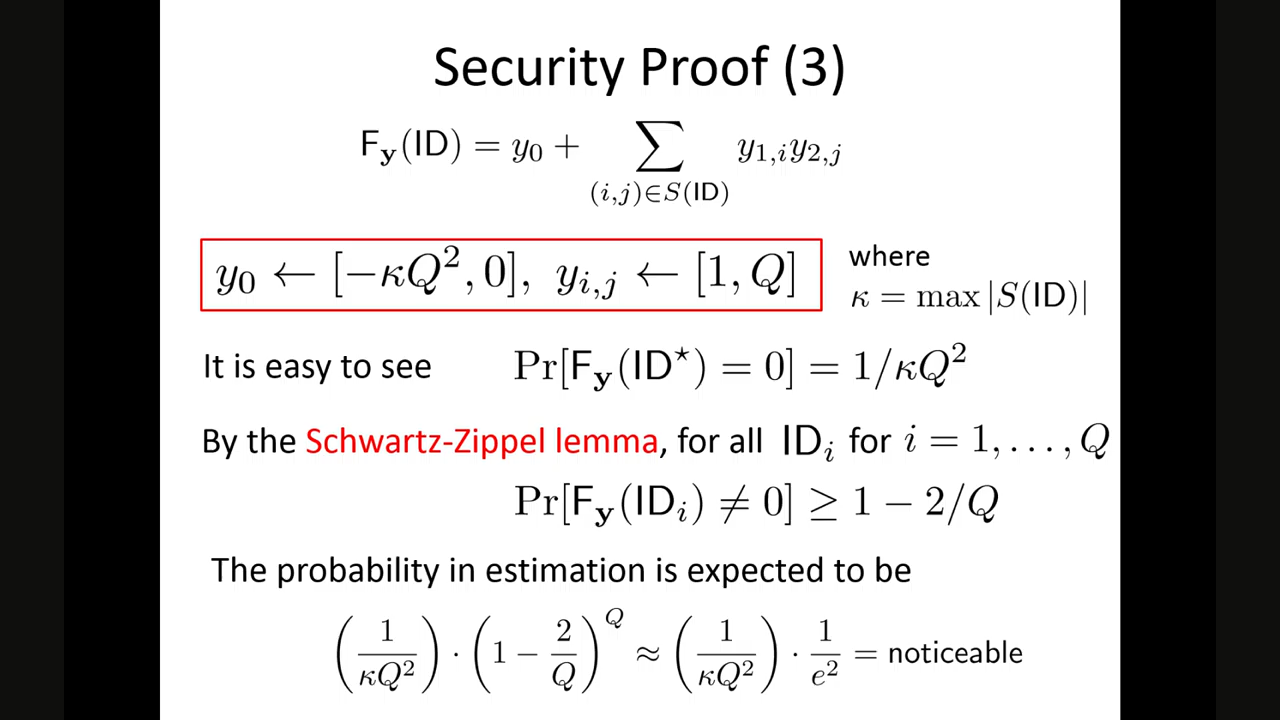 Security Proof (3)
F_y(ID) = y_0 + ∑_{(i,j)∈S(ID)} y_{1,i}y_{2,j}
y_0 ← [−κQ^2, 0], y_{i,j} ← [1, Q]
where
κ = max |S(ID)|
It is easy to see Pr[F_y(ID^⋆) = 0] = 1/κQ^2
By the Schwartz-Zippel lemma, for all ID_i for i = 1, . . . , Q
Pr[F_y(ID_i) ≠ 0] ≥ 1 − 2/Q
The probability in estimation is expected to be
(1/κQ^2) · (1 − 2/Q)^Q ≈ (1/κQ^2) · 1/e^2 = noticeable